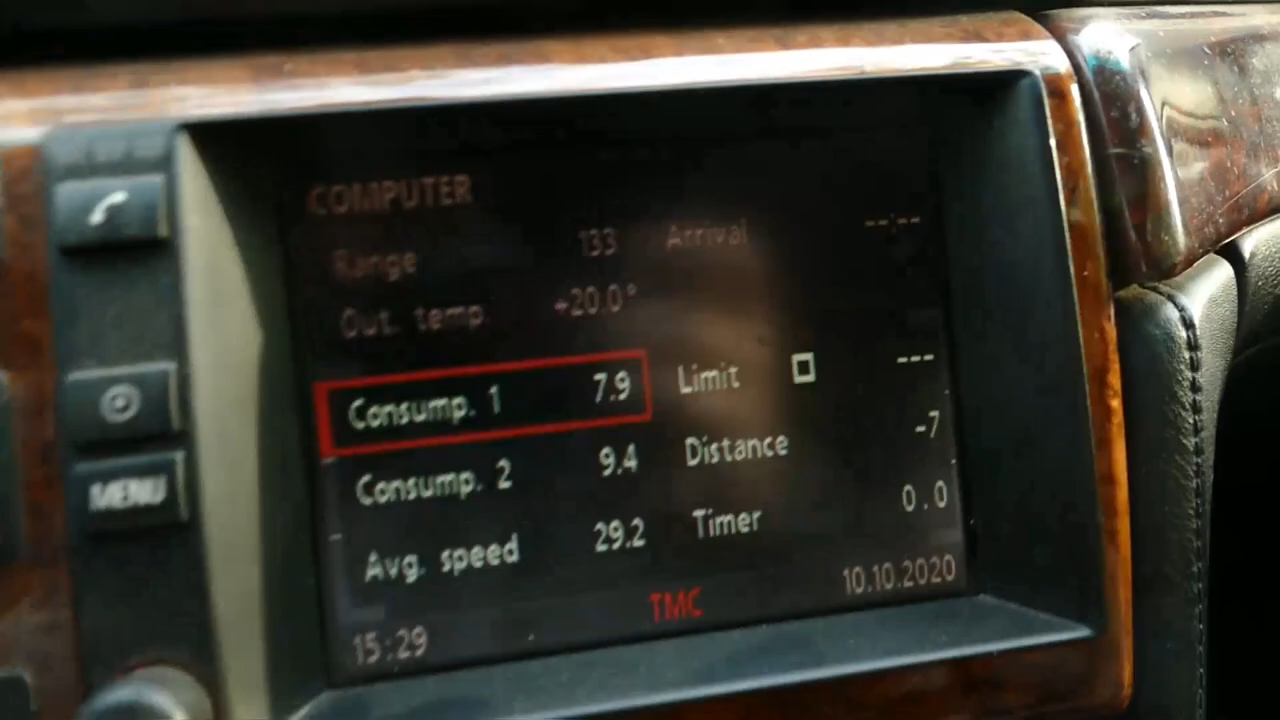 COMPUTER
Range 133 Arrival --:--
Out. temp +20.0°
Consump. 1 7.9 Limit ---
Consump. 2 9.4 Distance -7
Avg. speed 29.2 Timer 0.0
15:29 TMC 10.10.2020
MENU